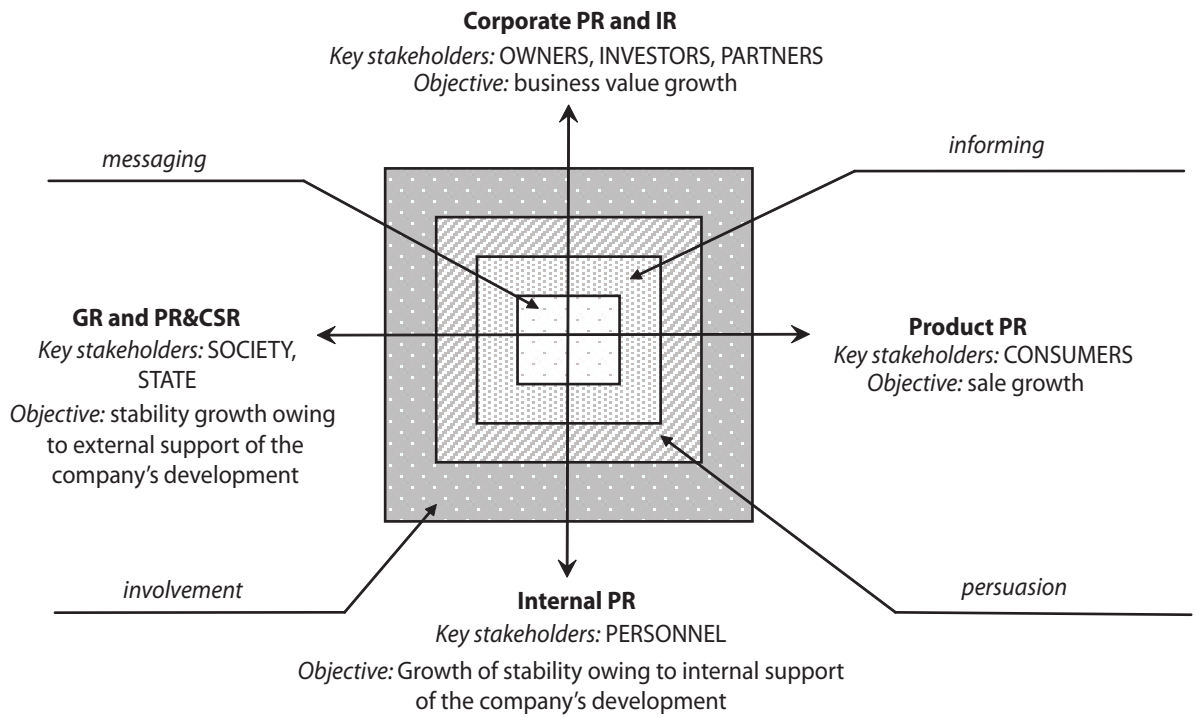 Corporate PR and IR
Key stakeholders: OWNERS, INVESTORS, PARTNERS
Objective: business value growth
messaging
informing
GR and PR&CSR
Key stakeholders: SOCIETY,
STATE
Objective: stability growth owing
to external support of the
company's development
Product PR
Key stakeholders: CONSUMERS
Objective: sale growth
involvement
persuasion
Internal PR
Key stakeholders: PERSONNEL
Objective: Growth of stability owing to internal support
of the company's development